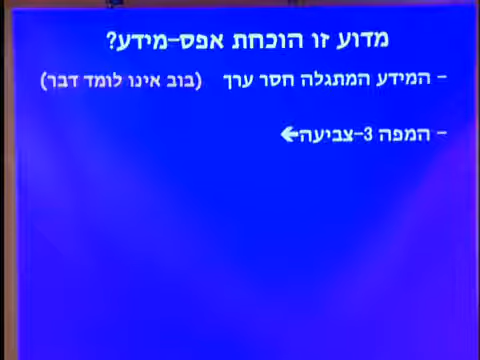 מדוע זו הוכחת אפס-מידע?
- המידע המתגלה חסר ערך (בוב אינו לומד דבר)
- המפה 3-צביעה←